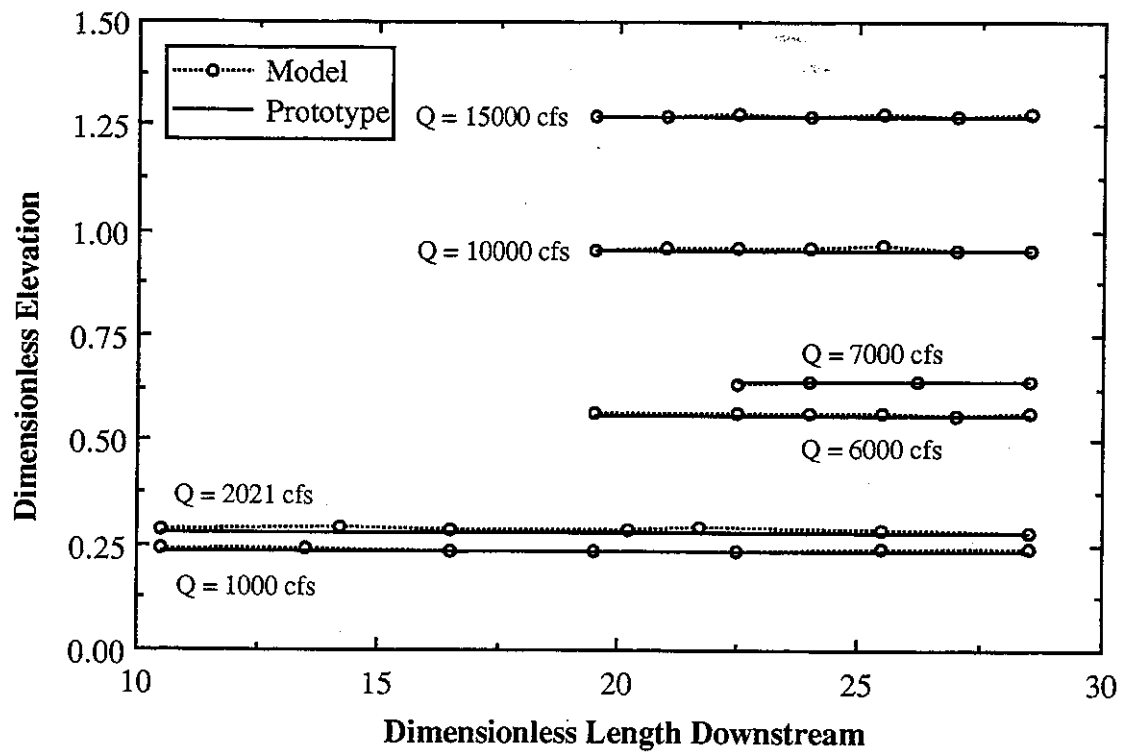 1.50
Model
Prototype
Q = 15000 cfs
1.25
1.00
Q = 10000 cfs
0.75
Q = 7000 cfs
0.50
Q = 6000 cfs
Q = 2021 cfs
0.25
Q = 1000 cfs
0.00
10 15 20 25 30
Dimensionless Elevation
Dimensionless Length Downstream